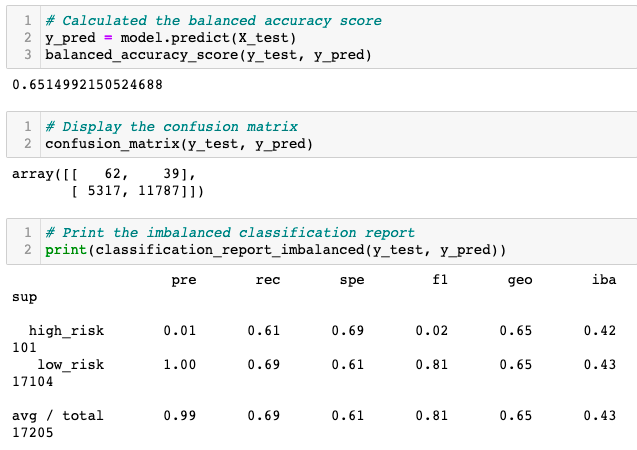 1 # Calculated the balanced accuracy score
2 y_pred = model.predict(X_test)
3 balanced_accuracy_score(y_test, y_pred)
0.6514992150524688
1 # Display the confusion matrix
2 confusion_matrix(y_test, y_pred)
array([[   62,    39],
       [ 5317, 11787]])
1 # Print the imbalanced classification report
2 print(classification_report_imbalanced(y_test, y_pred))
                   pre       rec       spe        f1       geo       iba
sup
  high_risk       0.01      0.61      0.69      0.02      0.65      0.42
101
   low_risk       1.00      0.69      0.61      0.81      0.65      0.43
17104
avg / total       0.99      0.69      0.61      0.81      0.65      0.43
17205